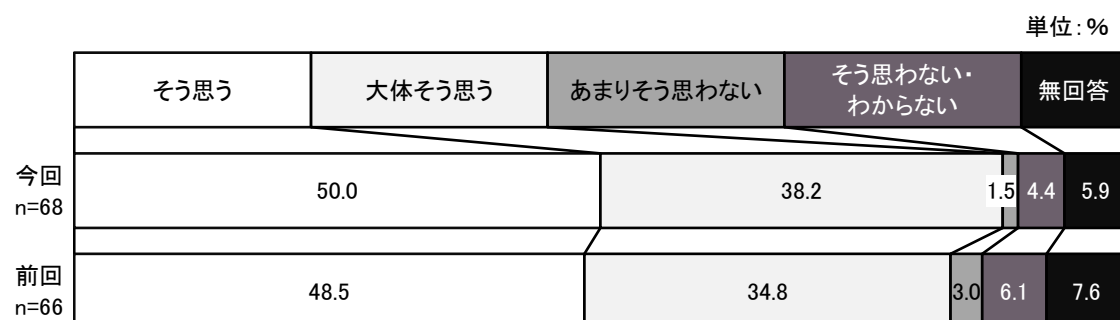 単位:%
そう思う 大体そう思う あまりそう思わない そう思わない・ 無回答
わからない
今回 50.0 38.2 1.5 4.4 5.9
n=68
前回 48.5 34.8 3.0 6.1 7.6
n=66